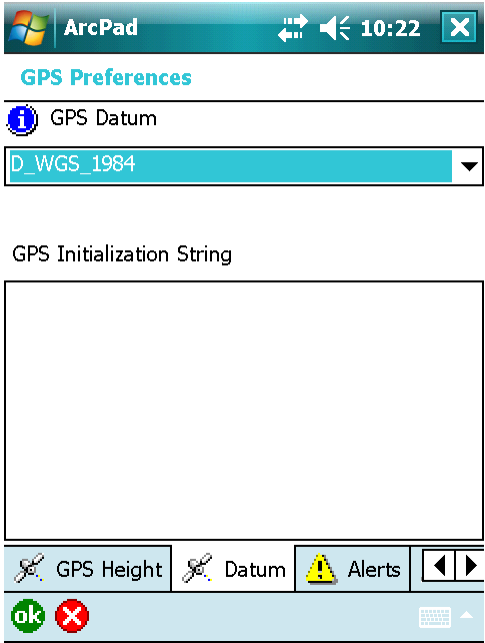 ArcPad 10:22
GPS Preferences
GPS Datum
D_WGS_1984
GPS Initialization String
GPS Height Datum Alerts
ok